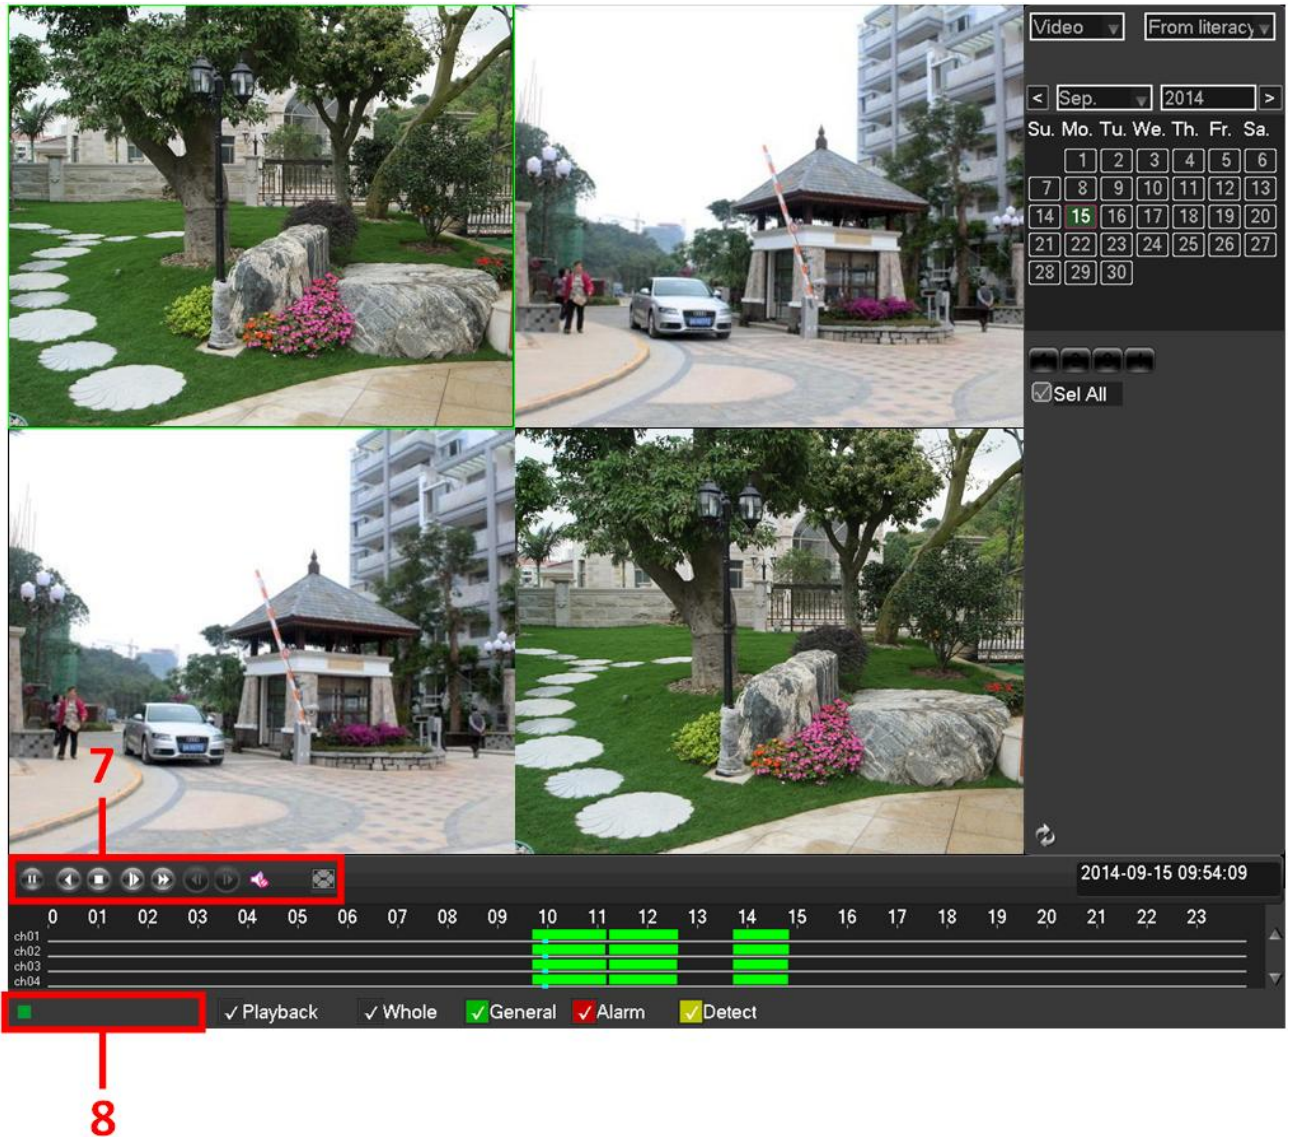 Video From literacy
< Sep. 2014 >
Su. Mo. Tu. We. Th. Fr. Sa.
1 2 3 4 5 6
7 8 9 10 11 12 13
14 15 16 17 18 19 20
21 22 23 24 25 26 27
28 29 30
Sel All
7
2014-09-15 09:54:09
0 01 02 03 04 05 06 07 08 09 10 11 12 13 14 15 16 17 18 19 20 21 22 23
ch01
ch02
ch03
ch04
Playback Whole General Alarm Detect
8